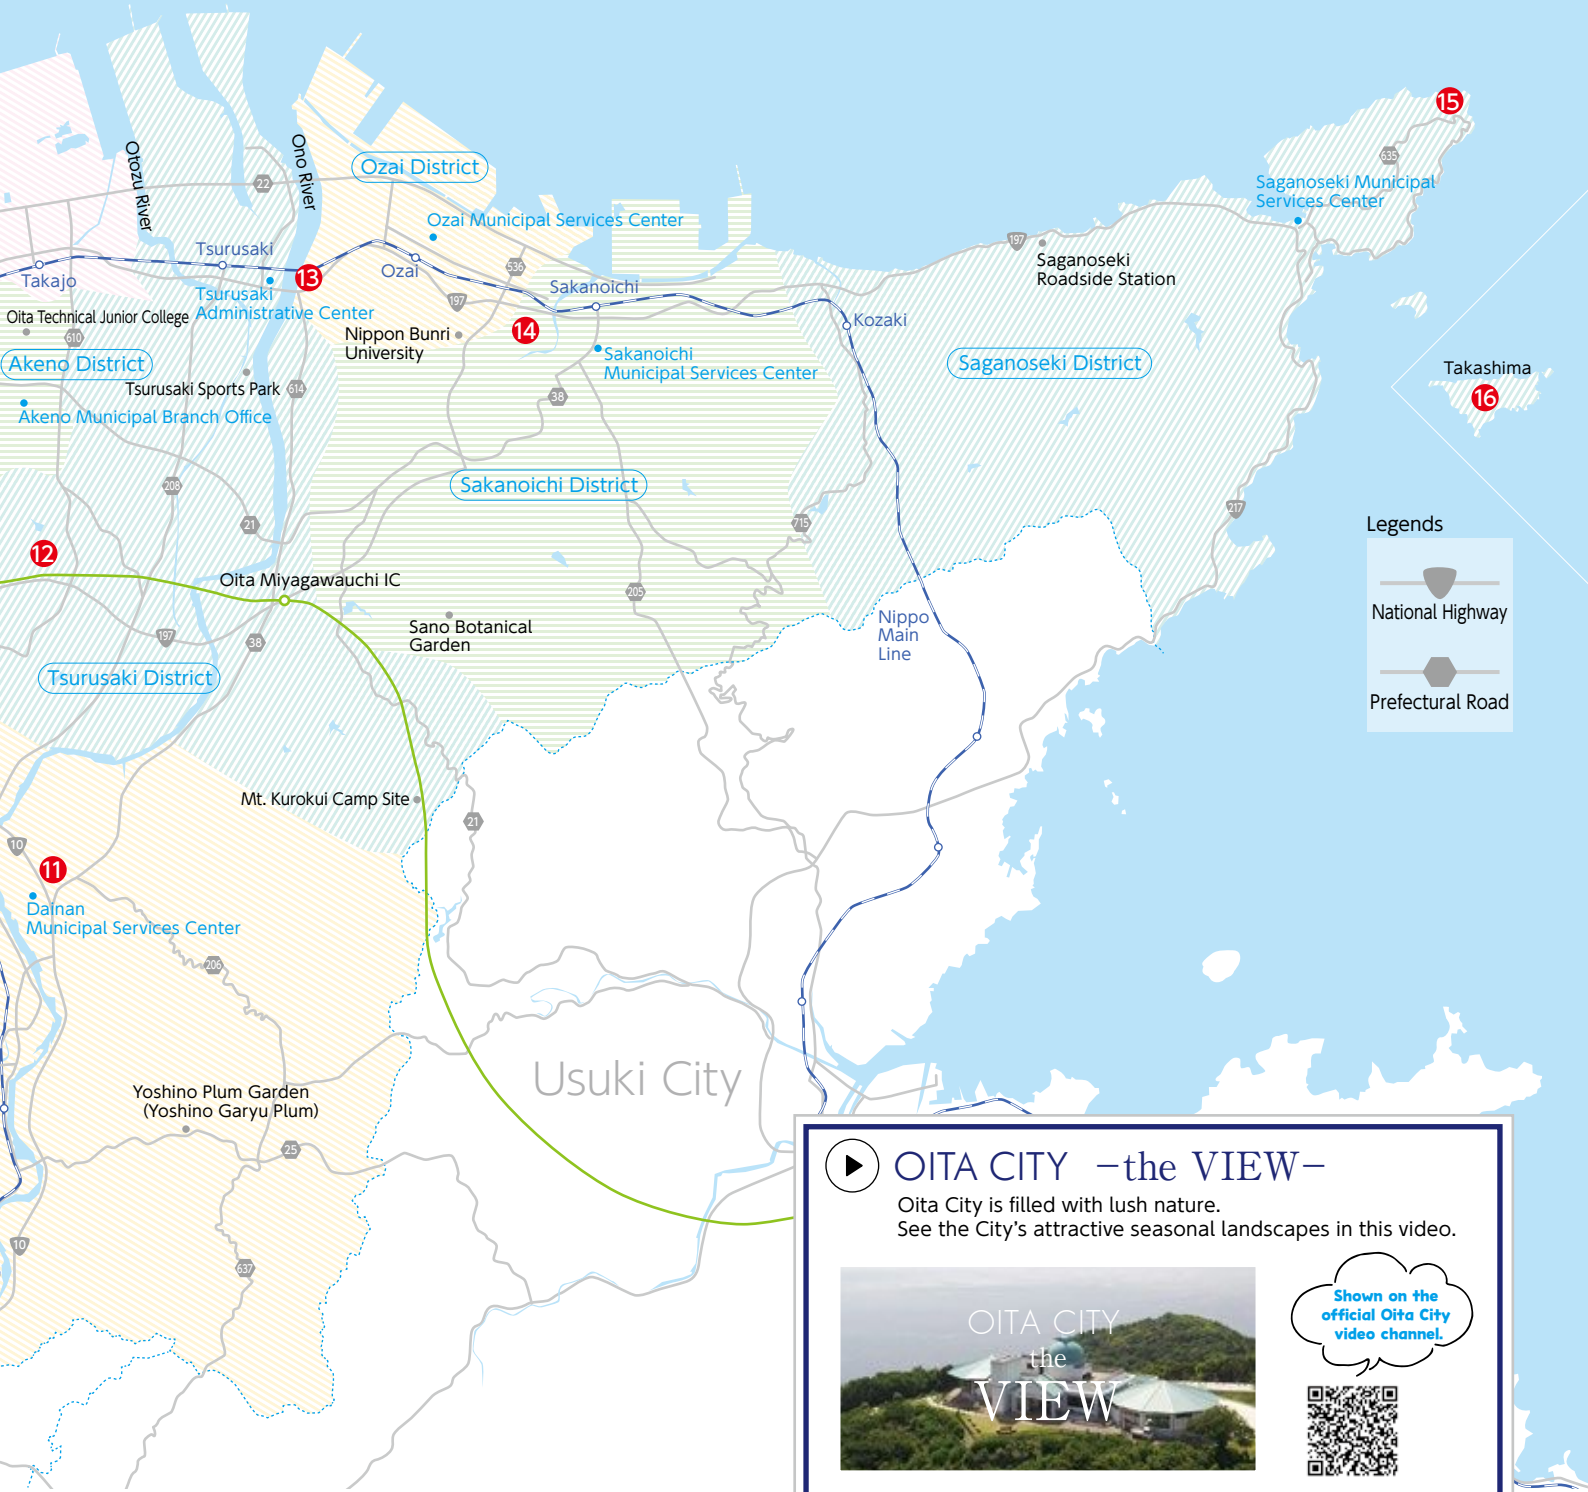 15
Otozu River
Ono River
Ozai District
635
22
Saganoseki Municipal
Services Center
Ozai Municipal Services Center
197
Tsurusaki
Saganoseki
Roadside Station
Takajo
13
Ozai
536
Sakanoichi
Tsurusaki
Administrative Center
197
Oita Technical Junior College
14
Kozaki
Nippon Bunri
University
610
Akeno District
Sakanoichi
Municipal Services Center
Saganoseki District
Takashima
16
Tsurusaki Sports Park
614
38
Akeno Municipal Branch Office
208
Sakanoichi District
21
715
217
Legends
12
Oita Miyagawauchi IC
205
National Highway
Sano Botanical
Garden
Nippo
Main
Line
197
38
Tsurusaki District
Prefectural Road
Mt. Kurokui Camp Site
21
10
11
Dainan
Municipal Services Center
206
Usuki City
Yoshino Plum Garden
(Yoshino Garyu Plum)
25
10
637
OITA CITY －the VIEW－
Oita City is filled with lush nature.
See the City's attractive seasonal landscapes in this video.
OITA CITY
the
VIEW
Shown on the
official Oita City
video channel.